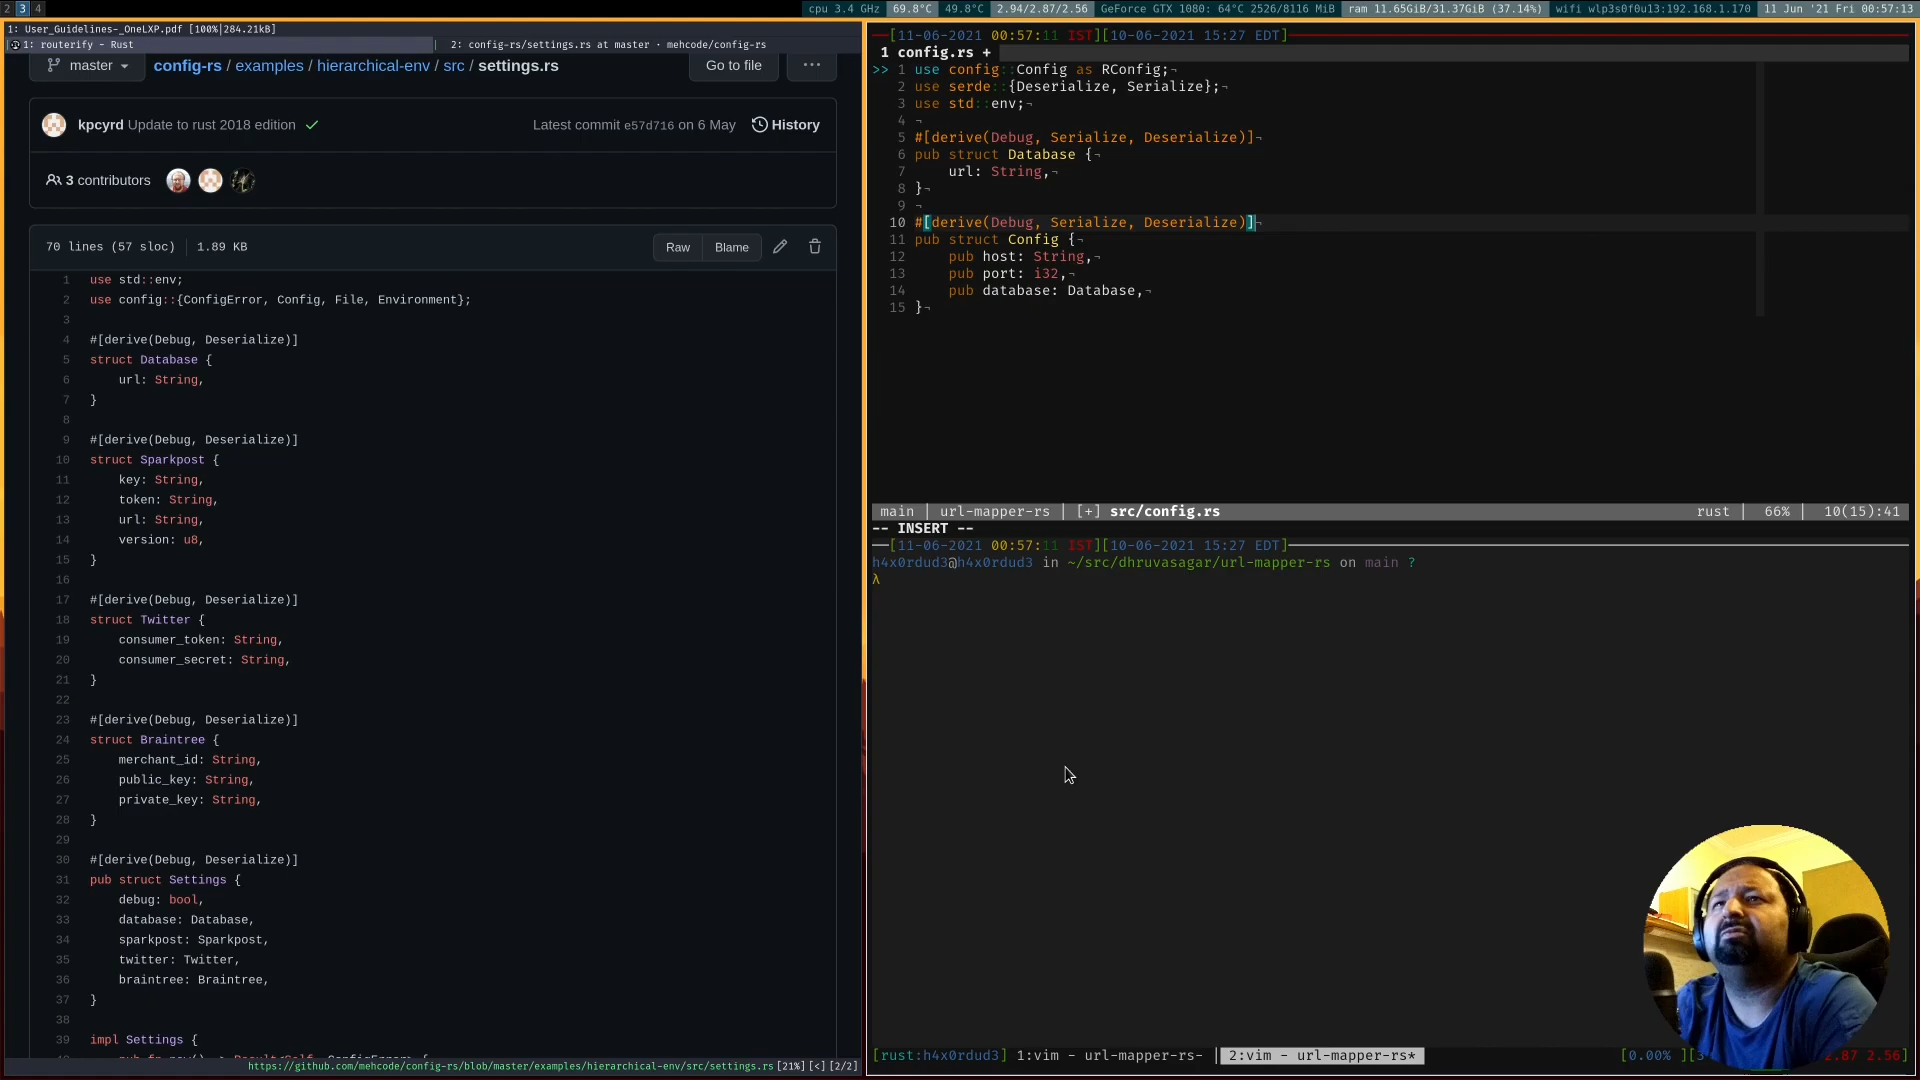 2 3 4
cpu 3.4 GHz 69.8°C 49.8°C 2.94/2.87/2.56 GeForce GTX 1080: 64°C 2526/8116 MiB ram 11.65GiB/31.37GiB (37.14%) wifi wlp3s0f0u13:192.168.1.170 11 Jun '21 Fri 00:57:13
1: User_Guidelines-_OneLXP.pdf [100%|284.21kB]
1: routerify - Rust
2: config-rs/settings.rs at master · mehcode/config-rs
master
config-rs / examples / hierarchical-env / src / settings.rs
Go to file
...
kpcyrd Update to rust 2018 edition ✓
Latest commit e57d716 on 6 May
History
3 contributors
70 lines (57 sloc) | 1.89 KB
Raw
Blame
1 use std::env;
2 use config::{ConfigError, Config, File, Environment};
3
4 #[derive(Debug, Deserialize)]
5 struct Database {
6 url: String,
7 }
8
9 #[derive(Debug, Deserialize)]
10 struct Sparkpost {
11 key: String,
12 token: String,
13 url: String,
14 version: u8,
15 }
16
17 #[derive(Debug, Deserialize)]
18 struct Twitter {
19 consumer_token: String,
20 consumer_secret: String,
21 }
22
23 #[derive(Debug, Deserialize)]
24 struct Braintree {
25 merchant_id: String,
26 public_key: String,
27 private_key: String,
28 }
29
30 #[derive(Debug, Deserialize)]
31 pub struct Settings {
32 debug: bool,
33 database: Database,
34 sparkpost: Sparkpost,
35 twitter: Twitter,
36 braintree: Braintree,
37 }
38
39 impl Settings {
https://github.com/mehcode/config-rs/blob/master/examples/hierarchical-env/src/settings.rs [21%][<][2/2]
[11-06-2021 00:57:11 IST][10-06-2021 15:27 EDT]
1 config.rs +
>> 1 use config::Config as RConfig;¬
2 use serde::{Deserialize, Serialize};¬
3 use std::env;¬
4 ¬
5 #[derive(Debug, Serialize, Deserialize)]¬
6 pub struct Database {¬
7 url: String,¬
8 }¬
9 ¬
10 #[derive(Debug, Serialize, Deserialize)]¬
11 pub struct Config {¬
12 pub host: String,¬
13 pub port: i32,¬
14 pub database: Database,¬
15 }¬
main | url-mapper-rs | [+] src/config.rs
rust | 66% | 10(15):41
-- INSERT --
[11-06-2021 00:57:11 IST][10-06-2021 15:27 EDT]
h4x0rdud3@h4x0rdud3 in ~/src/dhruvasagar/url-mapper-rs on main ?
λ
[rust:h4x0rdud3] 1:vim - url-mapper-rs- | 2:vim - url-mapper-rs*
[0.00% ][3 2.87 2.56]